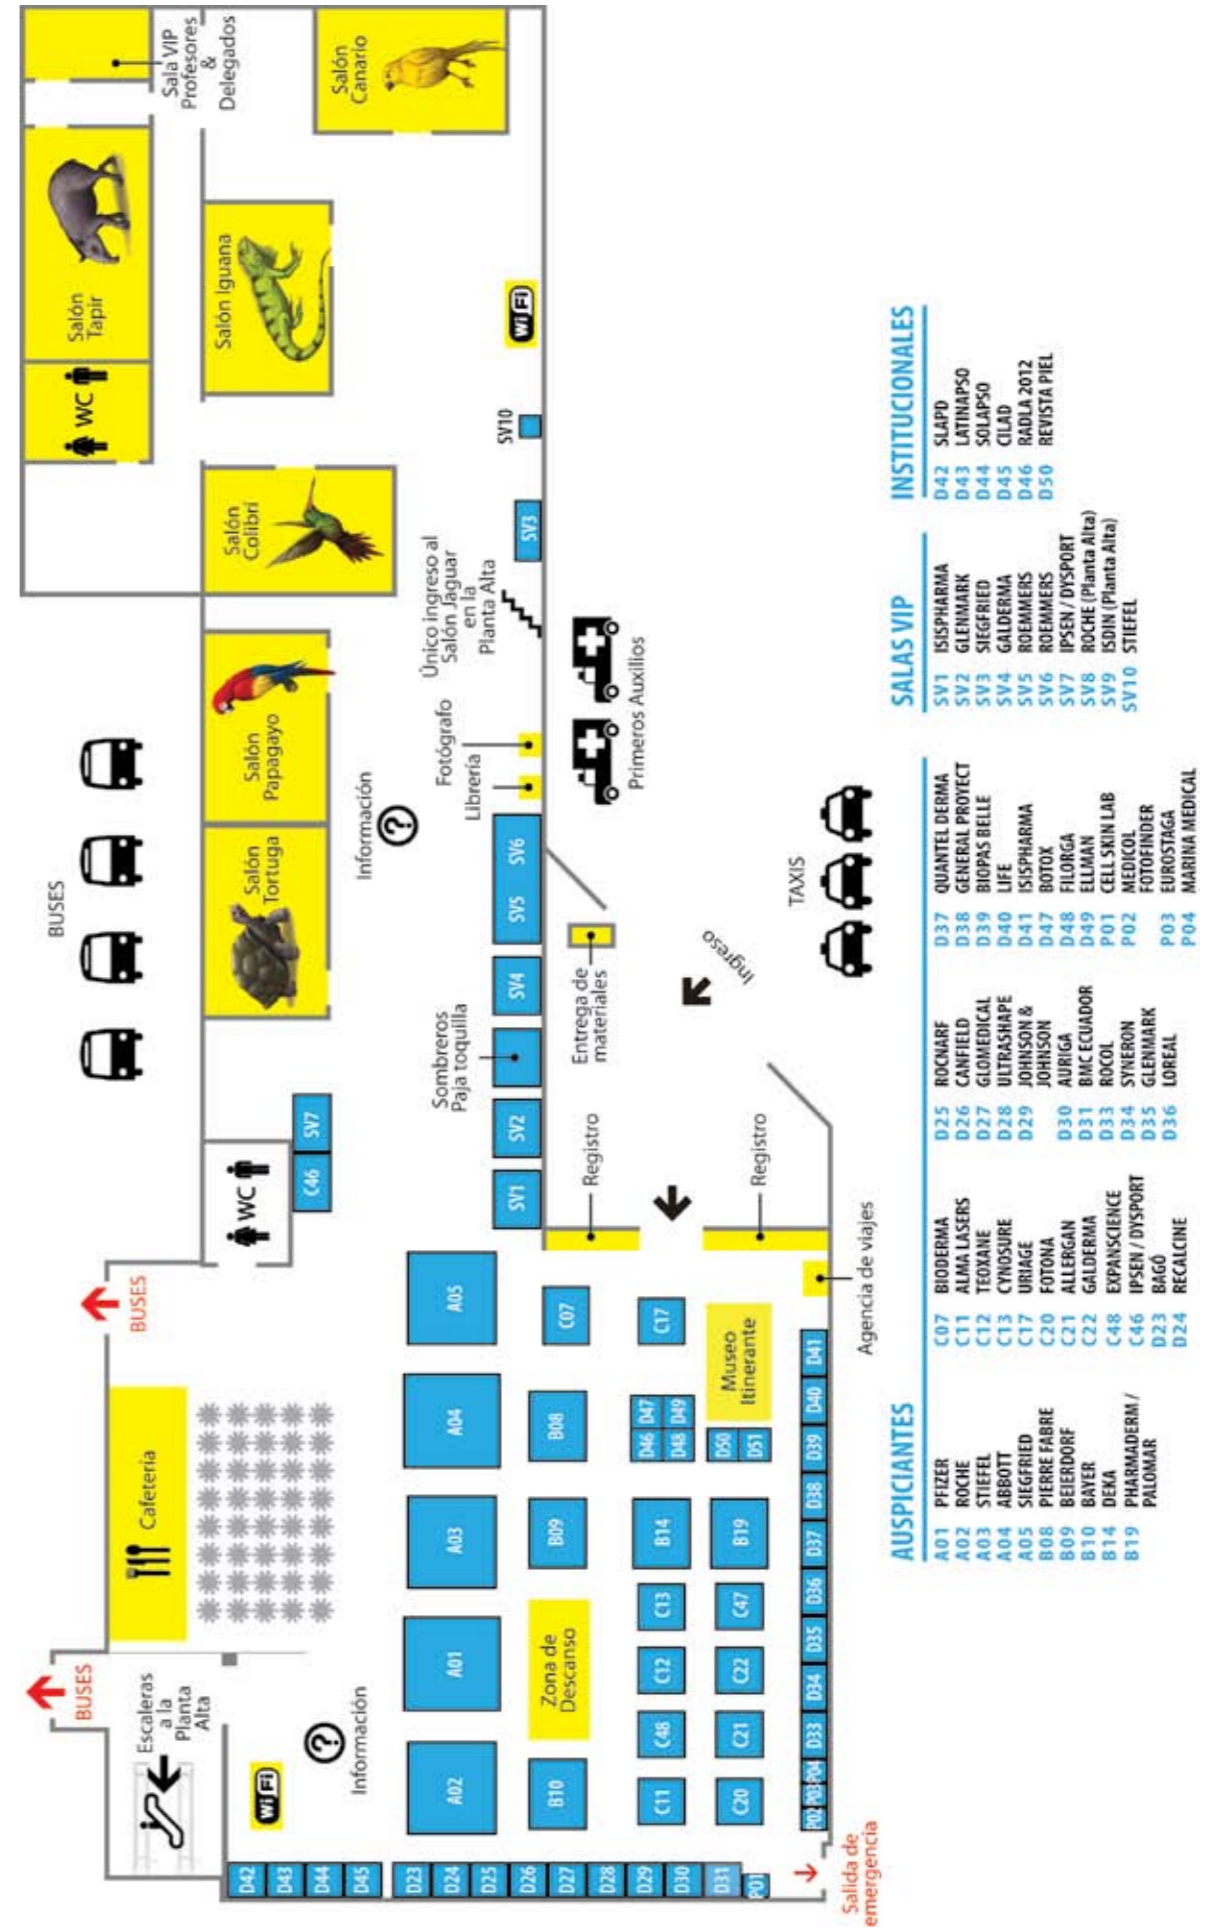 BUSES
BUSES
BUSES
Escaleras
a la
Planta
Alta
Cafetería
WC
C46
SV7
Salón
Tortuga
Salón
Papagayo
Salón
Colibrí
WC
Salón
Tapir
Salón Iguana
Sala VIP
Profesores
&
Delegados
Salón
Canario
WiFi
Información
?
Información
?
Sombreros
Paja toquilla
Librería
Fotógrafo
Único ingreso al
Salón Jaguar
en la
Planta Alta
SV1
SV2
SV4
SV5
SV6
SV3
SV10
WiFi
Primeros Auxilios
Entrega de
materiales
Ingreso
TAXIS
Registro
Registro
Agencia de viajes
D42
D43
D44
D45
D23
D24
D25
D26
D27
D28
D29
D30
D31
P01
A02
A01
A03
A04
A05
B10
Zona de
Descanso
B09
B08
C07
C11
C48
C12
C13
B14
D46
D47
D48
D49
C17
C20
C21
C22
C47
B19
D50
D51
Museo
Itinerante
P02
P03
P04
D33
D34
D35
D36
D37
D38
D39
D40
D41
Salida de
emergencia
AUSPICIANTES
A01 PFIZER
A02 ROCHE
A03 STIEFEL
A04 ABBOTT
A05 SIEGFRIED
B08 PIERRE FABRE
B09 BEIERDORF
B10 BAYER
B14 DEKA
B19 PHARMADERM /
PALOMAR
C07 BIODERMA
C11 ALMA LASERS
C12 TEOXANE
C13 CYNOSURE
C17 URIAGE
C20 FOTONA
C21 ALLERGAN
C22 GALDERMA
C48 EXPANSCIENCE
C46 IPSEN / DYSPORT
D23 BAGÓ
D24 RECALCINE
D25 ROCNARF
D26 CANFIELD
D27 GLOMEDICAL
D28 ULTRASHAPE
D29 JOHNSON &
JOHNSON
D30 AURIGA
D31 BMC ECUADOR
D33 ROCOL
D34 SYNERON
D35 GLENMARK
D36 LOREAL
D37 QUANTEL DERMA
D38 GENERAL PROYECT
D39 BIOPAS BELLE
D40 LIFE
D41 ISISPHARMA
D47 BOTOX
D48 FILORGA
D49 ELLMAN
P01 CELL SKIN LAB
P02 MEDICOL
FOTOFINDER
P03 EUROSTAGA
P04 MARINA MEDICAL
SALAS VIP
SV1 ISISPHARMA
SV2 GLENMARK
SV3 SIEGFRIED
SV4 GALDERMA
SV5 ROEMMERS
SV6 ROEMMERS
SV7 IPSEN / DYSPORT
SV8 ROCHE (Planta Alta)
SV9 ISDIN (Planta Alta)
SV10 STIEFEL
INSTITUCIONALES
D42 SLAPD
D43 LATINAPSO
D44 SOLAPSO
D45 CILAD
D46 RADLA 2012
D50 REVISTA PIEL